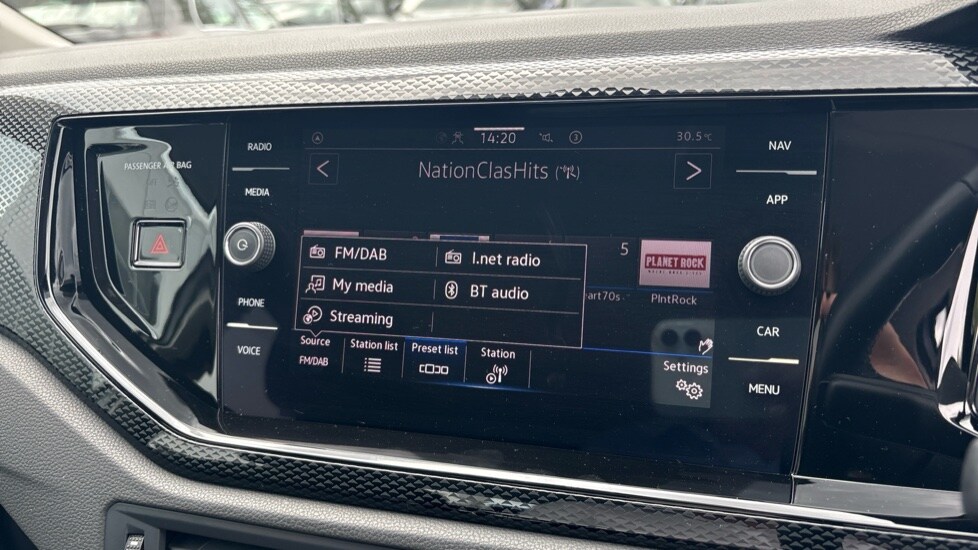 PASSENGER AIR BAG
RADIO
MEDIA
PHONE
VOICE
14:20
3
30.5°C
NationClasHits
FM/DAB
I.net radio
My media
BT audio
Streaming
5
PLANET ROCK
art70s
PlntRock
Source
FM/DAB
Station list
Preset list
Station
Settings
NAV
APP
CAR
MENU